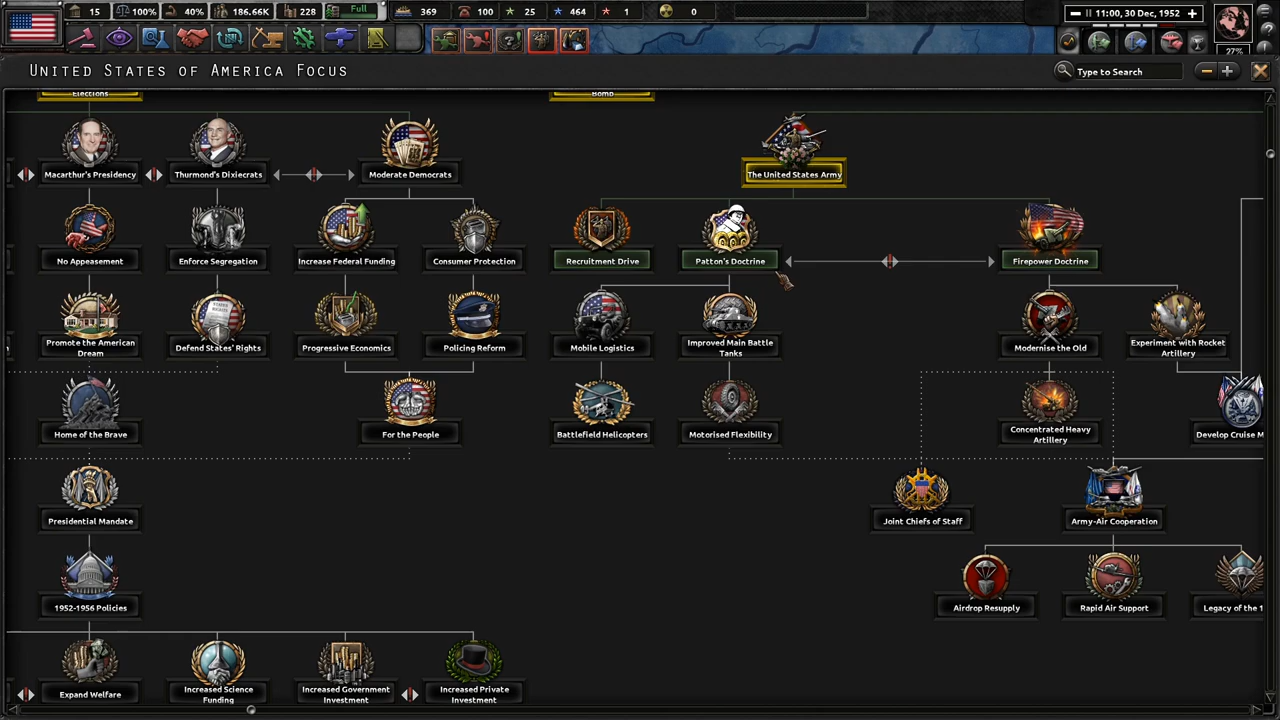 15
100%
40%
186.66K
228
Full
369
100
25
464
1
0
11:00, 30 Dec, 1952
27%
United States of America Focus
Type to Search
Elections
Bomb
Macarthur's Presidency
Thurmond's Dixiecrats
Moderate Democrats
The United States Army
No Appeasement
Enforce Segregation
Increase Federal Funding
Consumer Protection
Recruitment Drive
Patton's Doctrine
Firepower Doctrine
Promote the American
Dream
Defend States' Rights
Progressive Economics
Policing Reform
Mobile Logistics
Improved Main Battle
Tanks
Modernise the Old
Experiment with Rocket
Artillery
Home of the Brave
For the People
Battlefield Helicopters
Motorised Flexibility
Concentrated Heavy
Artillery
Develop Cruise M
Presidential Mandate
Joint Chiefs of Staff
Army-Air Cooperation
1952-1956 Policies
Airdrop Resupply
Rapid Air Support
Legacy of the 1
Expand Welfare
Increased Science
Funding
Increased Government
Investment
Increased Private
Investment